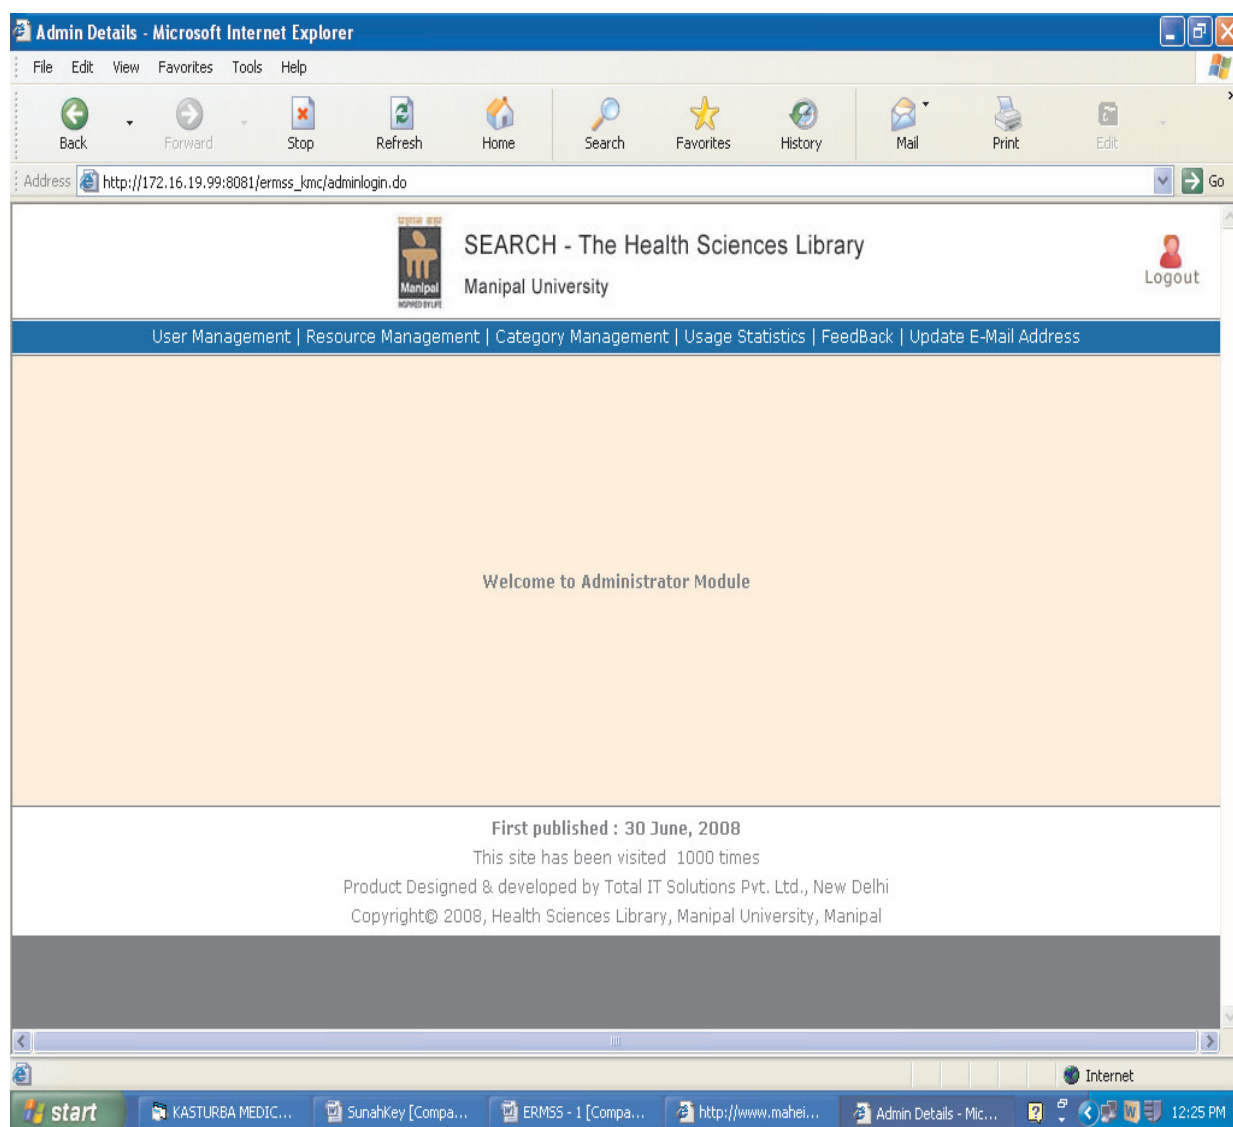 Admin Details - Microsoft Internet Explorer
File Edit View Favorites Tools Help
Back Forward Stop Refresh Home Search Favorites History Mail Print Edit
Address http://172.16.19.99:8081/ermss_kmc/adminlogin.do Go
SEARCH - The Health Sciences Library
Manipal University
Manipal
INSPIRED BY LIFE
Logout
User Management | Resource Management | Category Management | Usage Statistics | FeedBack | Update E-Mail Address
Welcome to Administrator Module
First published : 30 June, 2008
This site has been visited 1000 times
Product Designed & developed by Total IT Solutions Pvt. Ltd., New Delhi
Copyright© 2008, Health Sciences Library, Manipal University, Manipal
Internet
start KASTURBA MEDIC... SunahKey [Compa... ERMSS - 1 [Compa... http://www.mahei... Admin Details - Mic... 12:25 PM